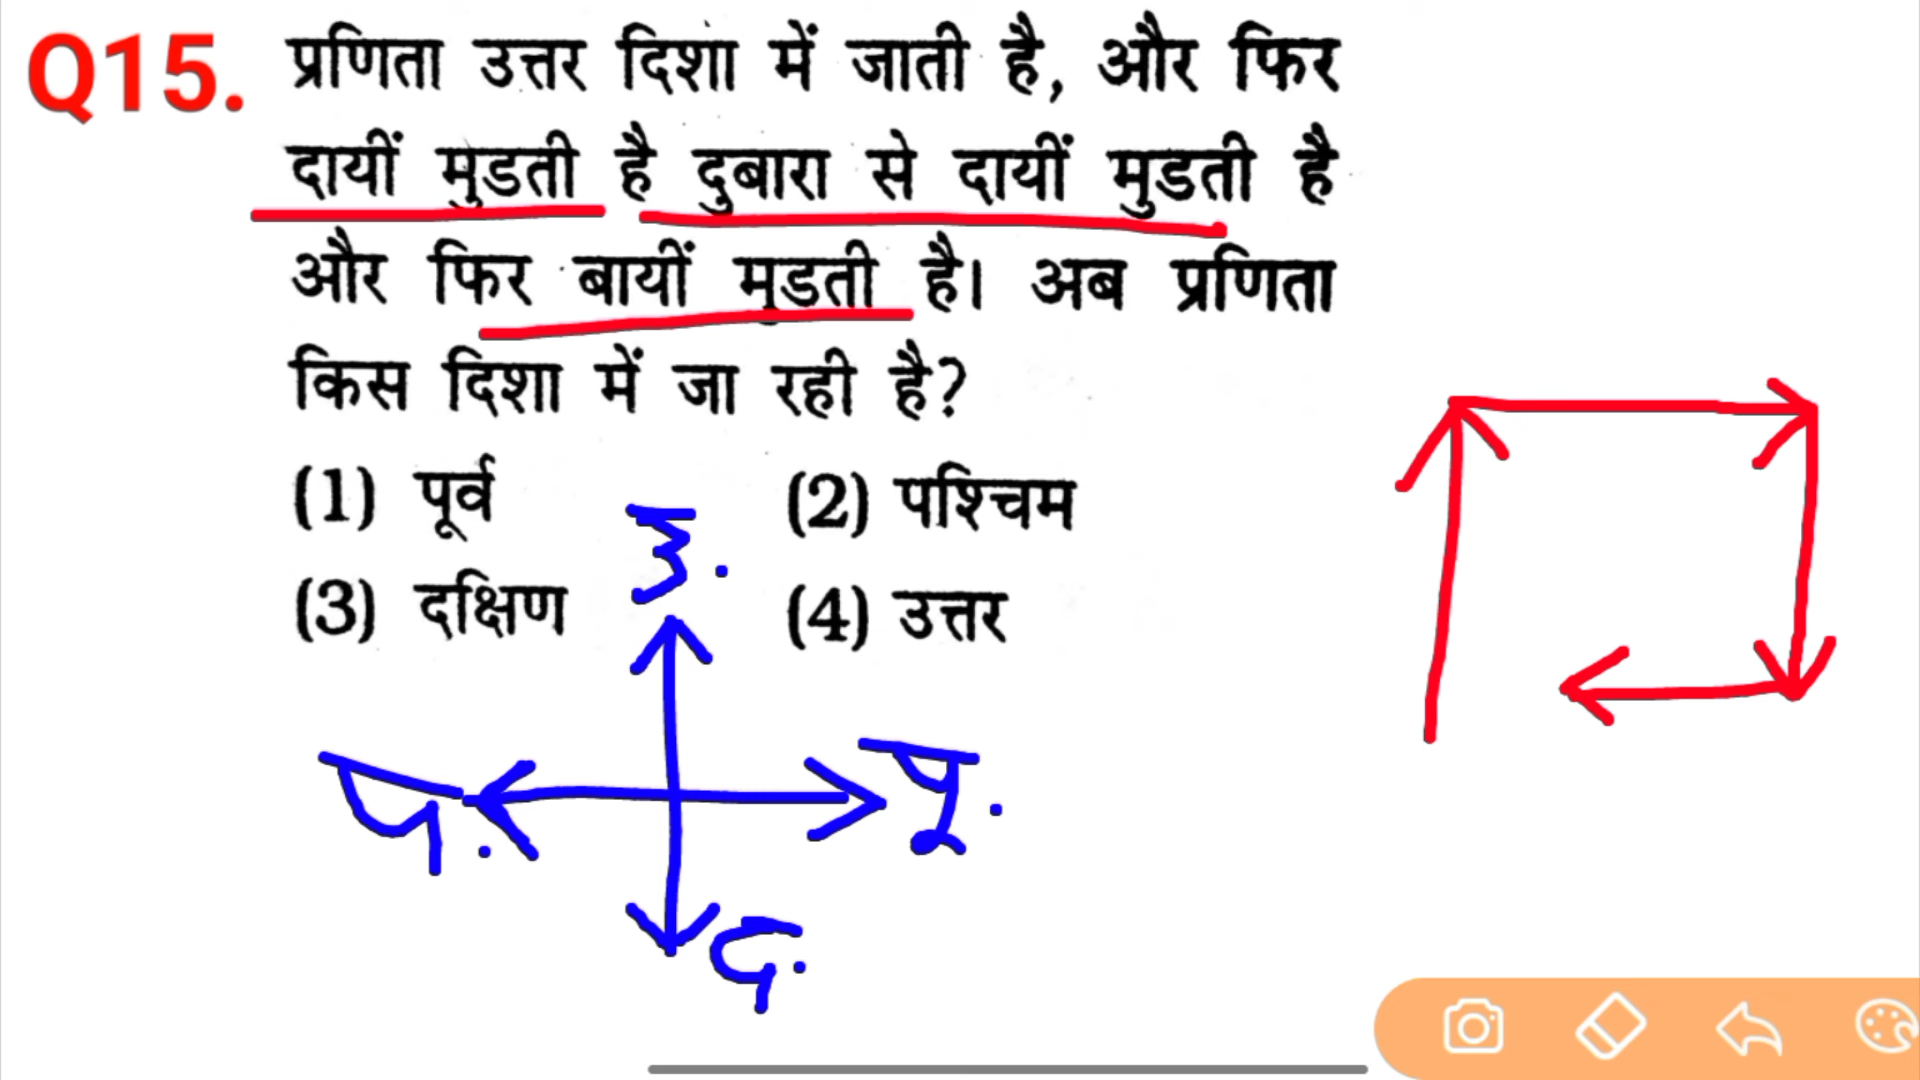 Q15. प्रणिता उत्तर दिशा में जाती है, और फिर
दायीं मुडती है दुबारा से दायीं मुडती है
और फिर बायीं मुडती है। अब प्रणिता
किस दिशा में जा रही है?
(1) पूर्व (2) पश्चिम
(3) दक्षिण (4) उत्तर
उ.
प. पू.
द.